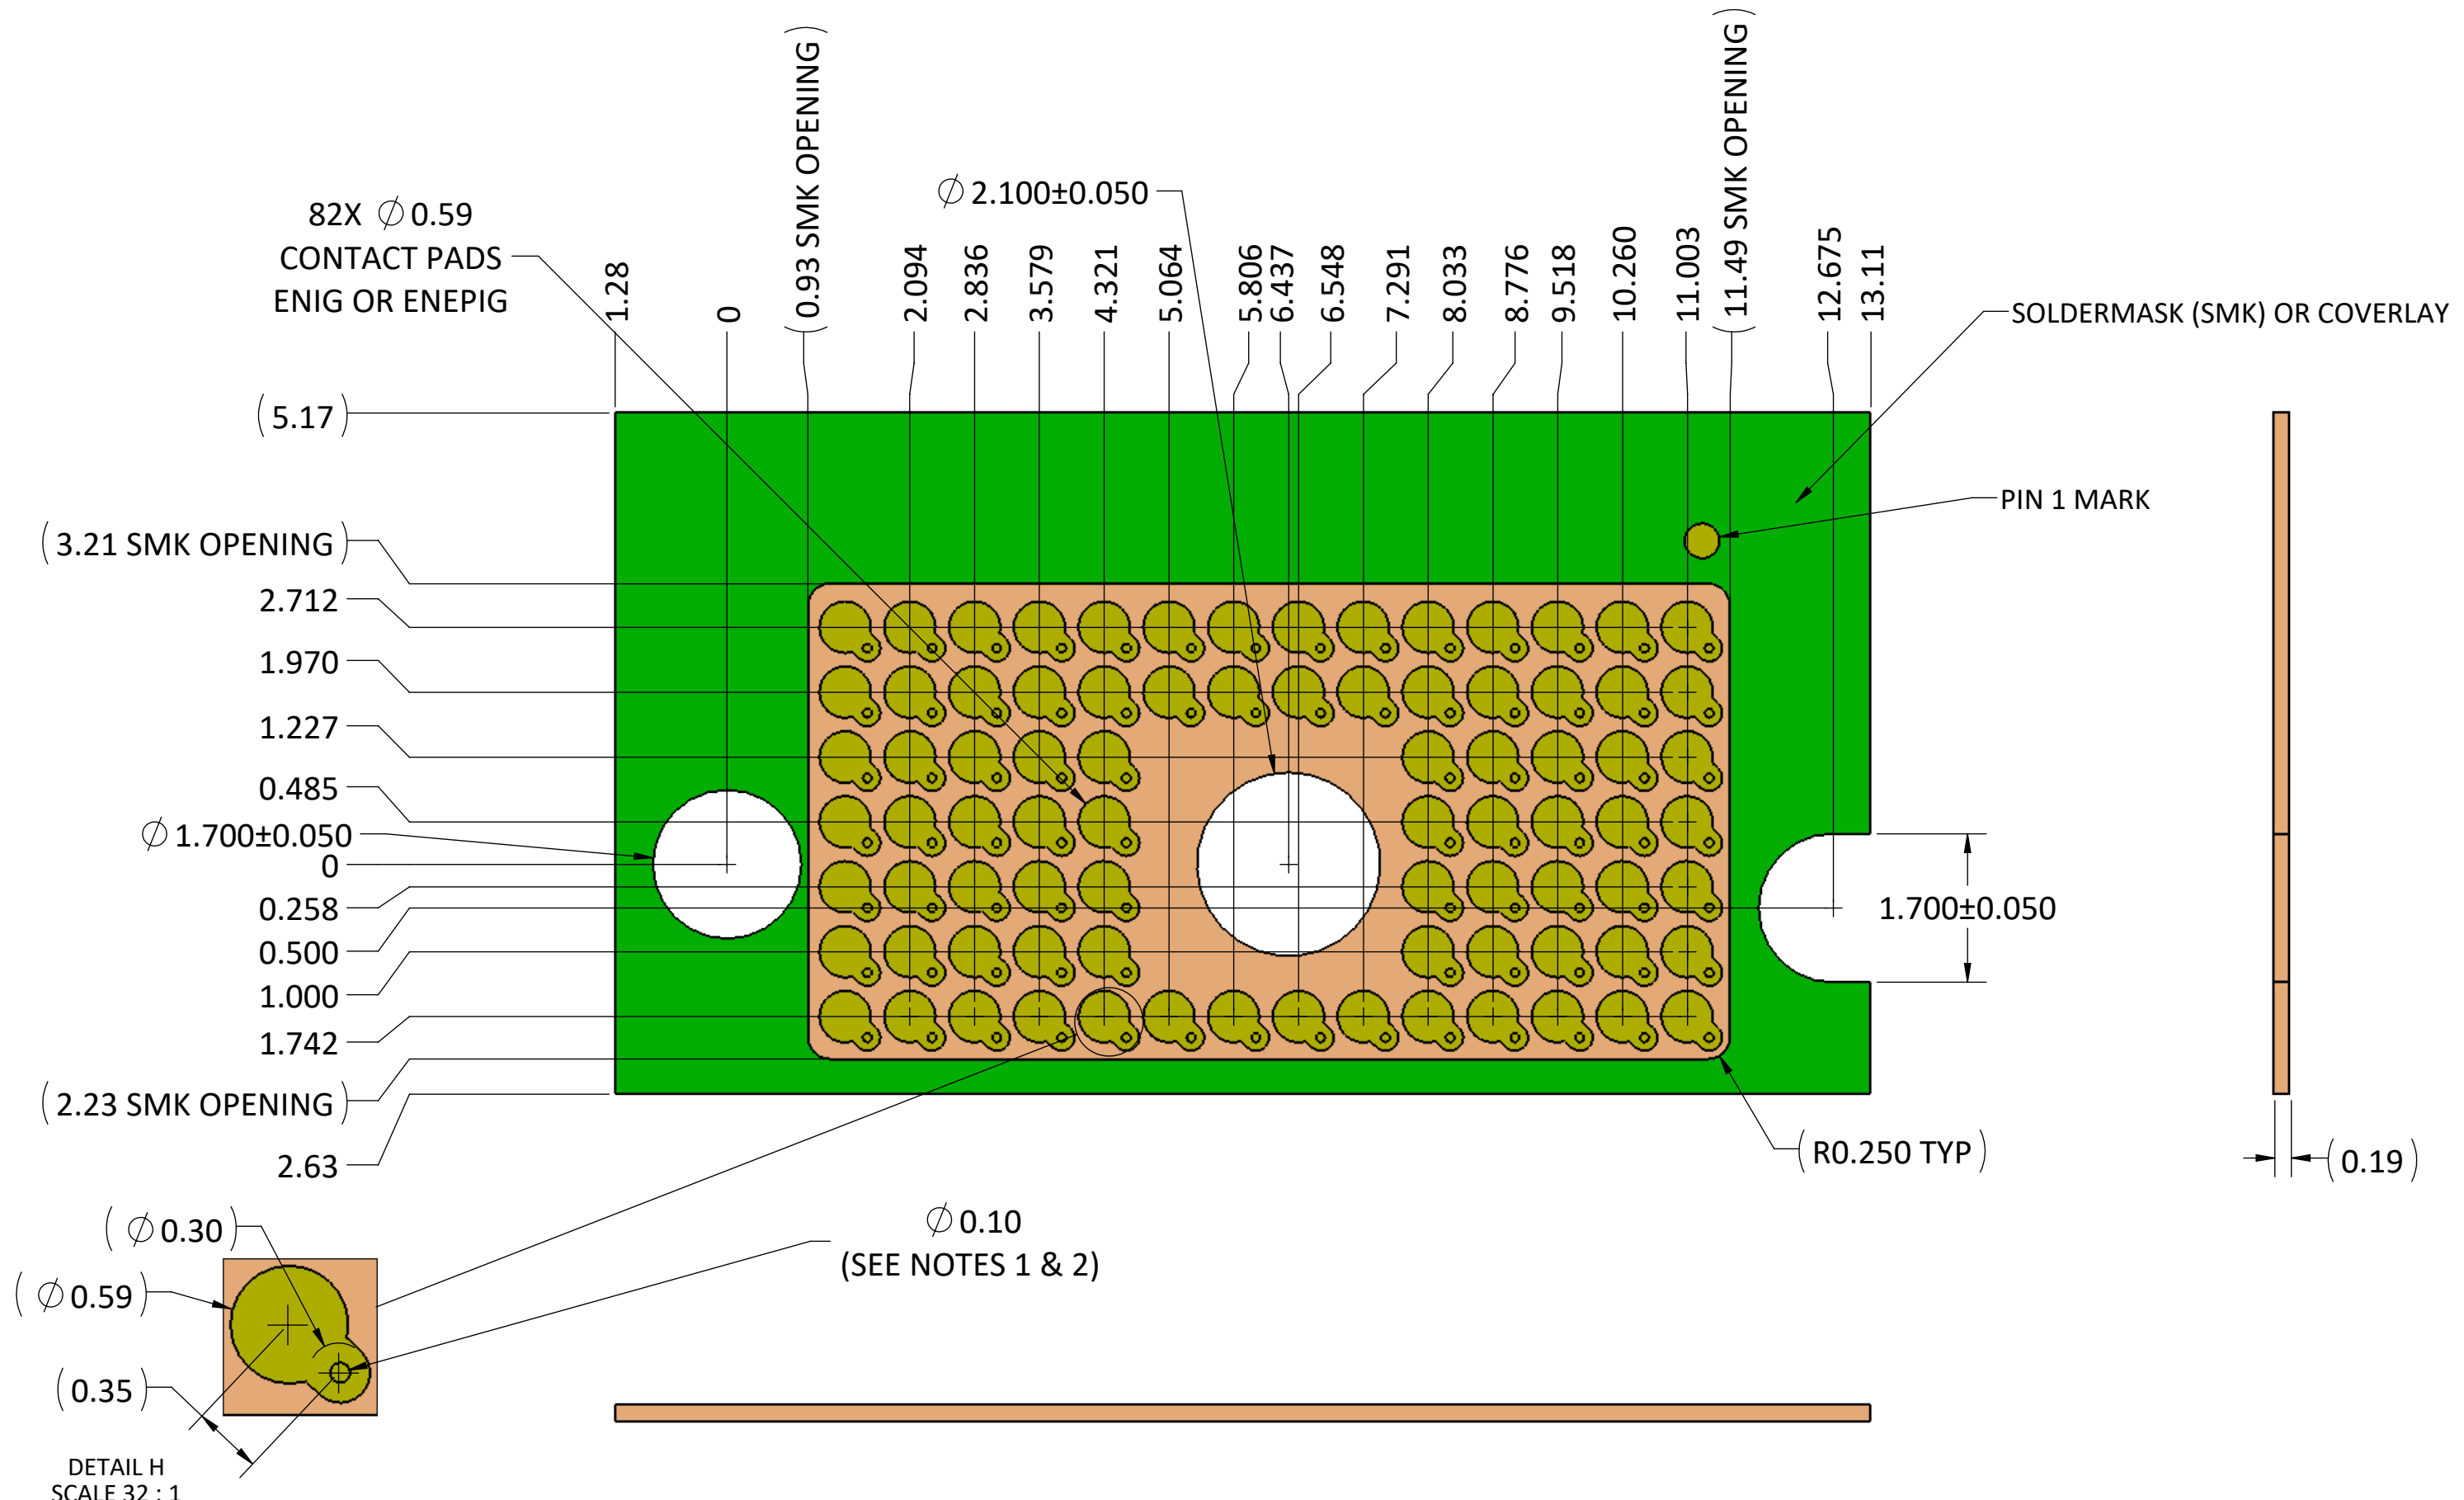 82X ∅ 0.59
CONTACT PADS
ENIG OR ENEPIG
1.28
0
(0.93 SMK OPENING)
2.094
2.836
3.579
4.321
5.064
5.806
6.437
6.548
7.291
8.033
8.776
9.518
10.260
11.003
(11.49 SMK OPENING)
12.675
13.11
∅ 2.100±0.050
SOLDERMASK (SMK) OR COVERLAY
PIN 1 MARK
(5.17)
(3.21 SMK OPENING)
2.712
1.970
1.227
0.485
∅ 1.700±0.050
0
0.258
0.500
1.000
1.742
(2.23 SMK OPENING)
2.63
1.700±0.050
(R0.250 TYP)
(0.19)
(∅ 0.30)
(∅ 0.59)
(0.35)
∅ 0.10
(SEE NOTES 1 & 2)
DETAIL H
SCALE 32 : 1